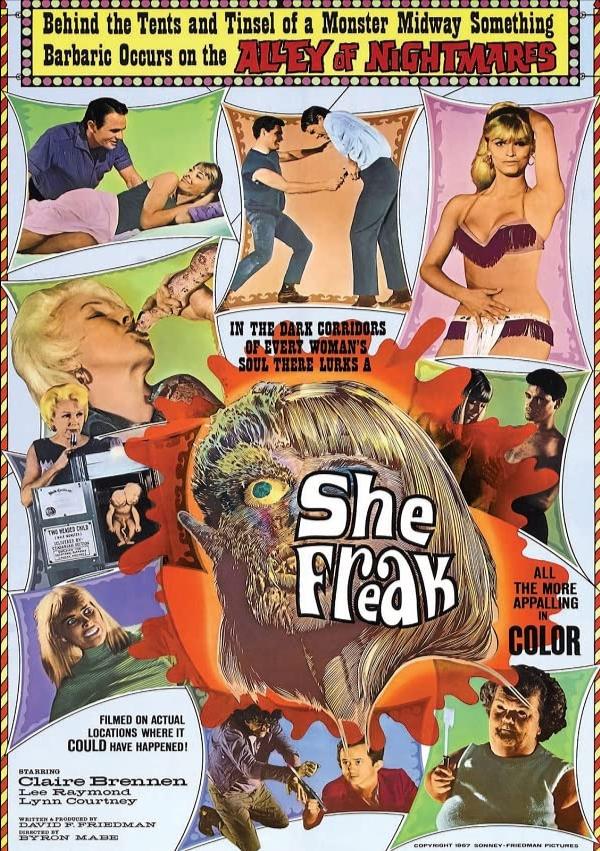 Behind the Tents and Tinsel of a Monster Midway Something
Barbaric Occurs on the ALLEY OF NIGHTMARES
IN THE DARK CORRIDORS
OF EVERY WOMAN'S
SOUL THERE LURKS A
She
Freak
TWO HEADED CHILD
ALL
THE MORE
APPALLING
IN
COLOR
FILMED ON ACTUAL
LOCATIONS WHERE IT
COULD HAVE HAPPENED!
STARRING
Claire Brennen
Lee Raymond
Lynn Courtney
WRITTEN & PRODUCED BY
DAVID F. FRIEDMAN
DIRECTED BY
BYRON MABE
COPYRIGHT 1967 SONNEY-FRIEDMAN PICTURES